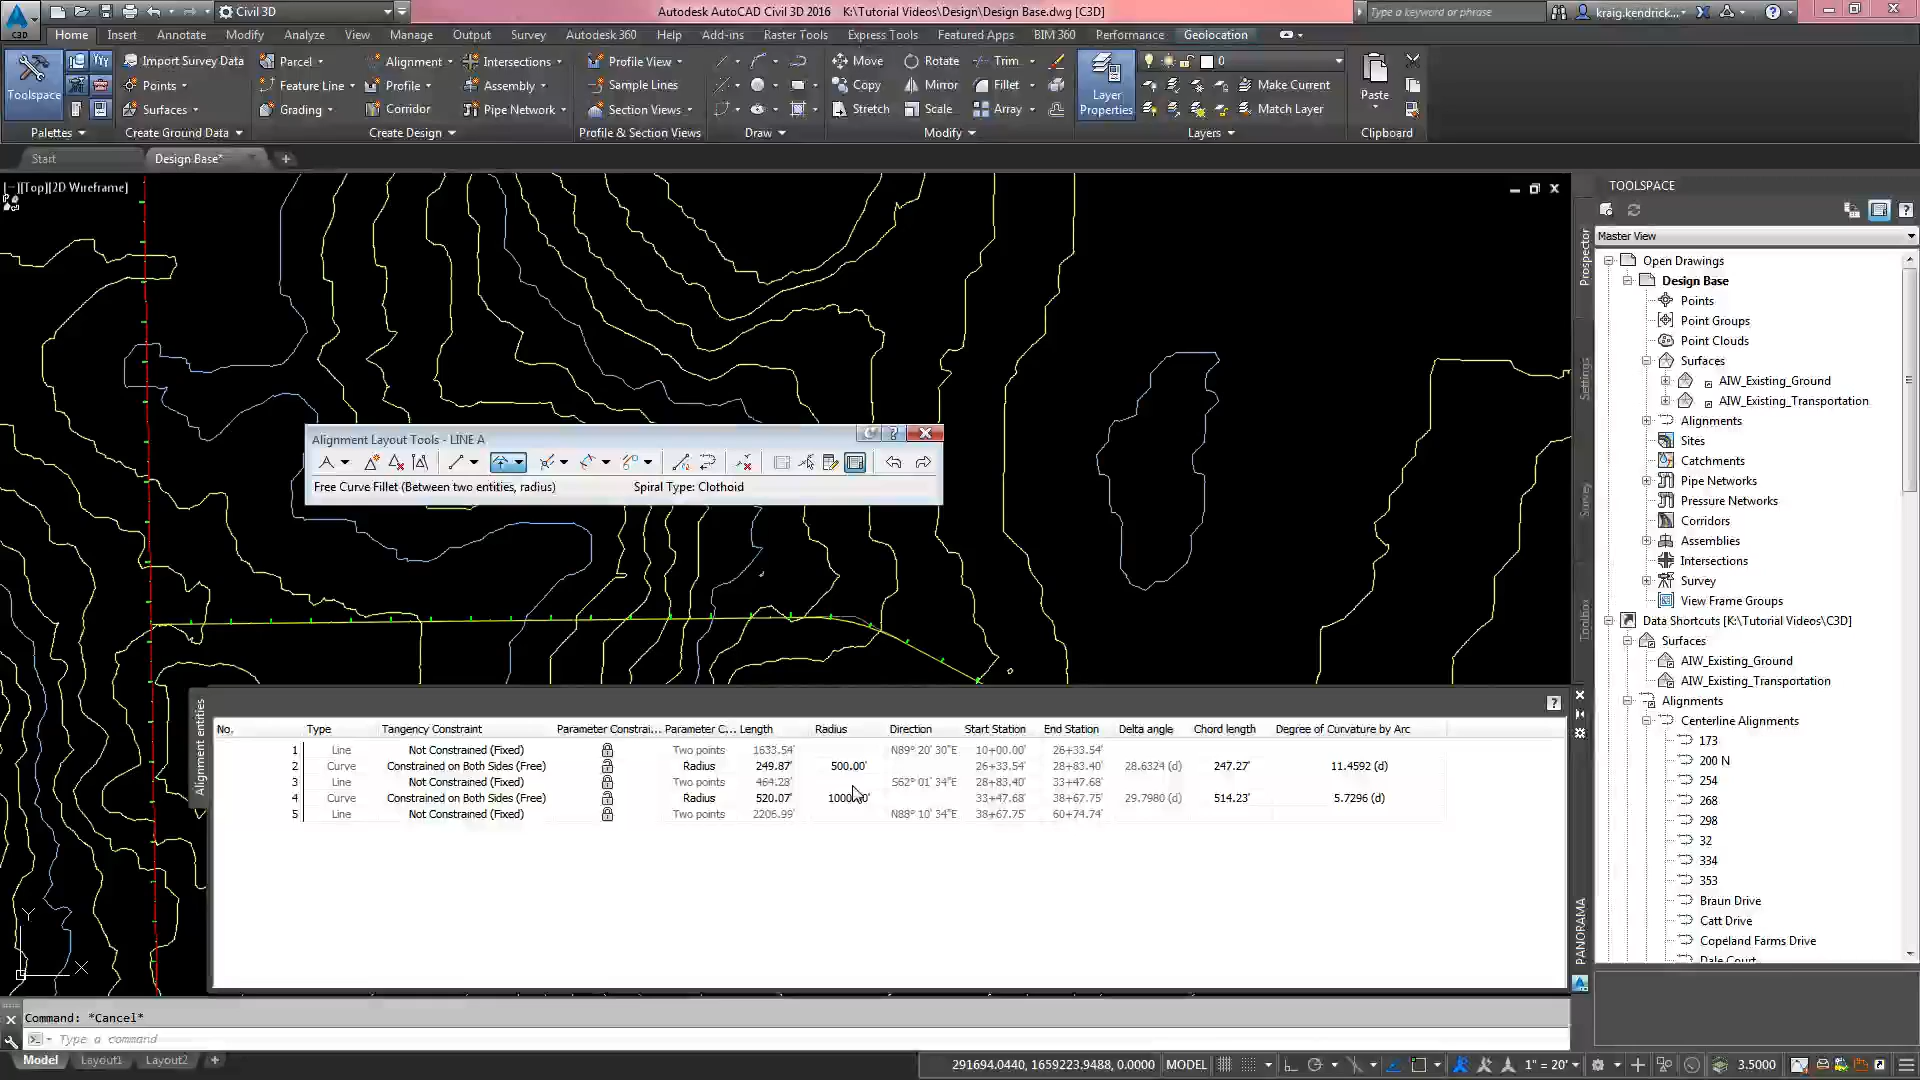 C3D
Civil 3D
Autodesk AutoCAD Civil 3D 2016 K:\Tutorial Videos\Design\Design Base.dwg [C3D]
Type a keyword or phrase
kraig.kendrick...
Home Insert Annotate Modify Analyze View Manage Output Survey Autodesk 360 Help Add-ins Raster Tools Express Tools Featured Apps BIM 360 Performance Geolocation
Toolspace
Import Survey Data
Points
Surfaces
Parcel
Feature Line
Grading
Alignment
Profile
Corridor
Intersections
Assembly
Pipe Network
Profile View
Sample Lines
Section Views
Move
Copy
Stretch
Rotate
Mirror
Scale
Trim
Fillet
Array
Layer
Properties
0
Make Current
Match Layer
Paste
Palettes Create Ground Data Create Design Profile & Section Views Draw Modify Layers Clipboard
Start Design Base*
[−][Top][2D Wireframe]
Alignment Layout Tools - LINE A
Free Curve Fillet (Between two entities, radius) Spiral Type: Clothoid
Alignment entities
No. Type Tangency Constraint Parameter Constrai... Parameter C... Length Radius Direction Start Station End Station Delta angle Chord length Degree of Curvature by Arc
1 Line Not Constrained (Fixed) Two points 1633.54' N89° 20' 30"E 10+00.00' 26+33.54'
2 Curve Constrained on Both Sides (Free) Radius 249.87' 500.00' 26+33.54' 28+83.40' 28.6324 (d) 247.27' 11.4592 (d)
3 Line Not Constrained (Fixed) Two points 464.28' S62° 01' 34"E 28+83.40' 33+47.68'
4 Curve Constrained on Both Sides (Free) Radius 520.07' 33+47.68' 38+67.75' 29.7980 (d) 514.23' 5.7296 (d)
5 Line Not Constrained (Fixed) Two points 2206.99' N88° 10' 34"E 38+67.75' 60+74.74'
PANORAMA
Y
X
Command: *Cancel*
Type a command
Model Layout1 Layout2
291694.0440, 1659223.9488, 0.0000 MODEL 1" = 20' 3.5000
TOOLSPACE
Master View
Prospector
Settings
Survey
Toolbox
Open Drawings
Design Base
Points
Point Groups
Point Clouds
Surfaces
AIW_Existing_Ground
AIW_Existing_Transportation
Alignments
Sites
Catchments
Pipe Networks
Pressure Networks
Corridors
Assemblies
Intersections
Survey
View Frame Groups
Data Shortcuts [K:\Tutorial Videos\C3D]
Surfaces
AIW_Existing_Ground
AIW_Existing_Transportation
Alignments
Centerline Alignments
173
200 N
254
268
298
32
334
353
Braun Drive
Catt Drive
Copeland Farms Drive
Dale Court